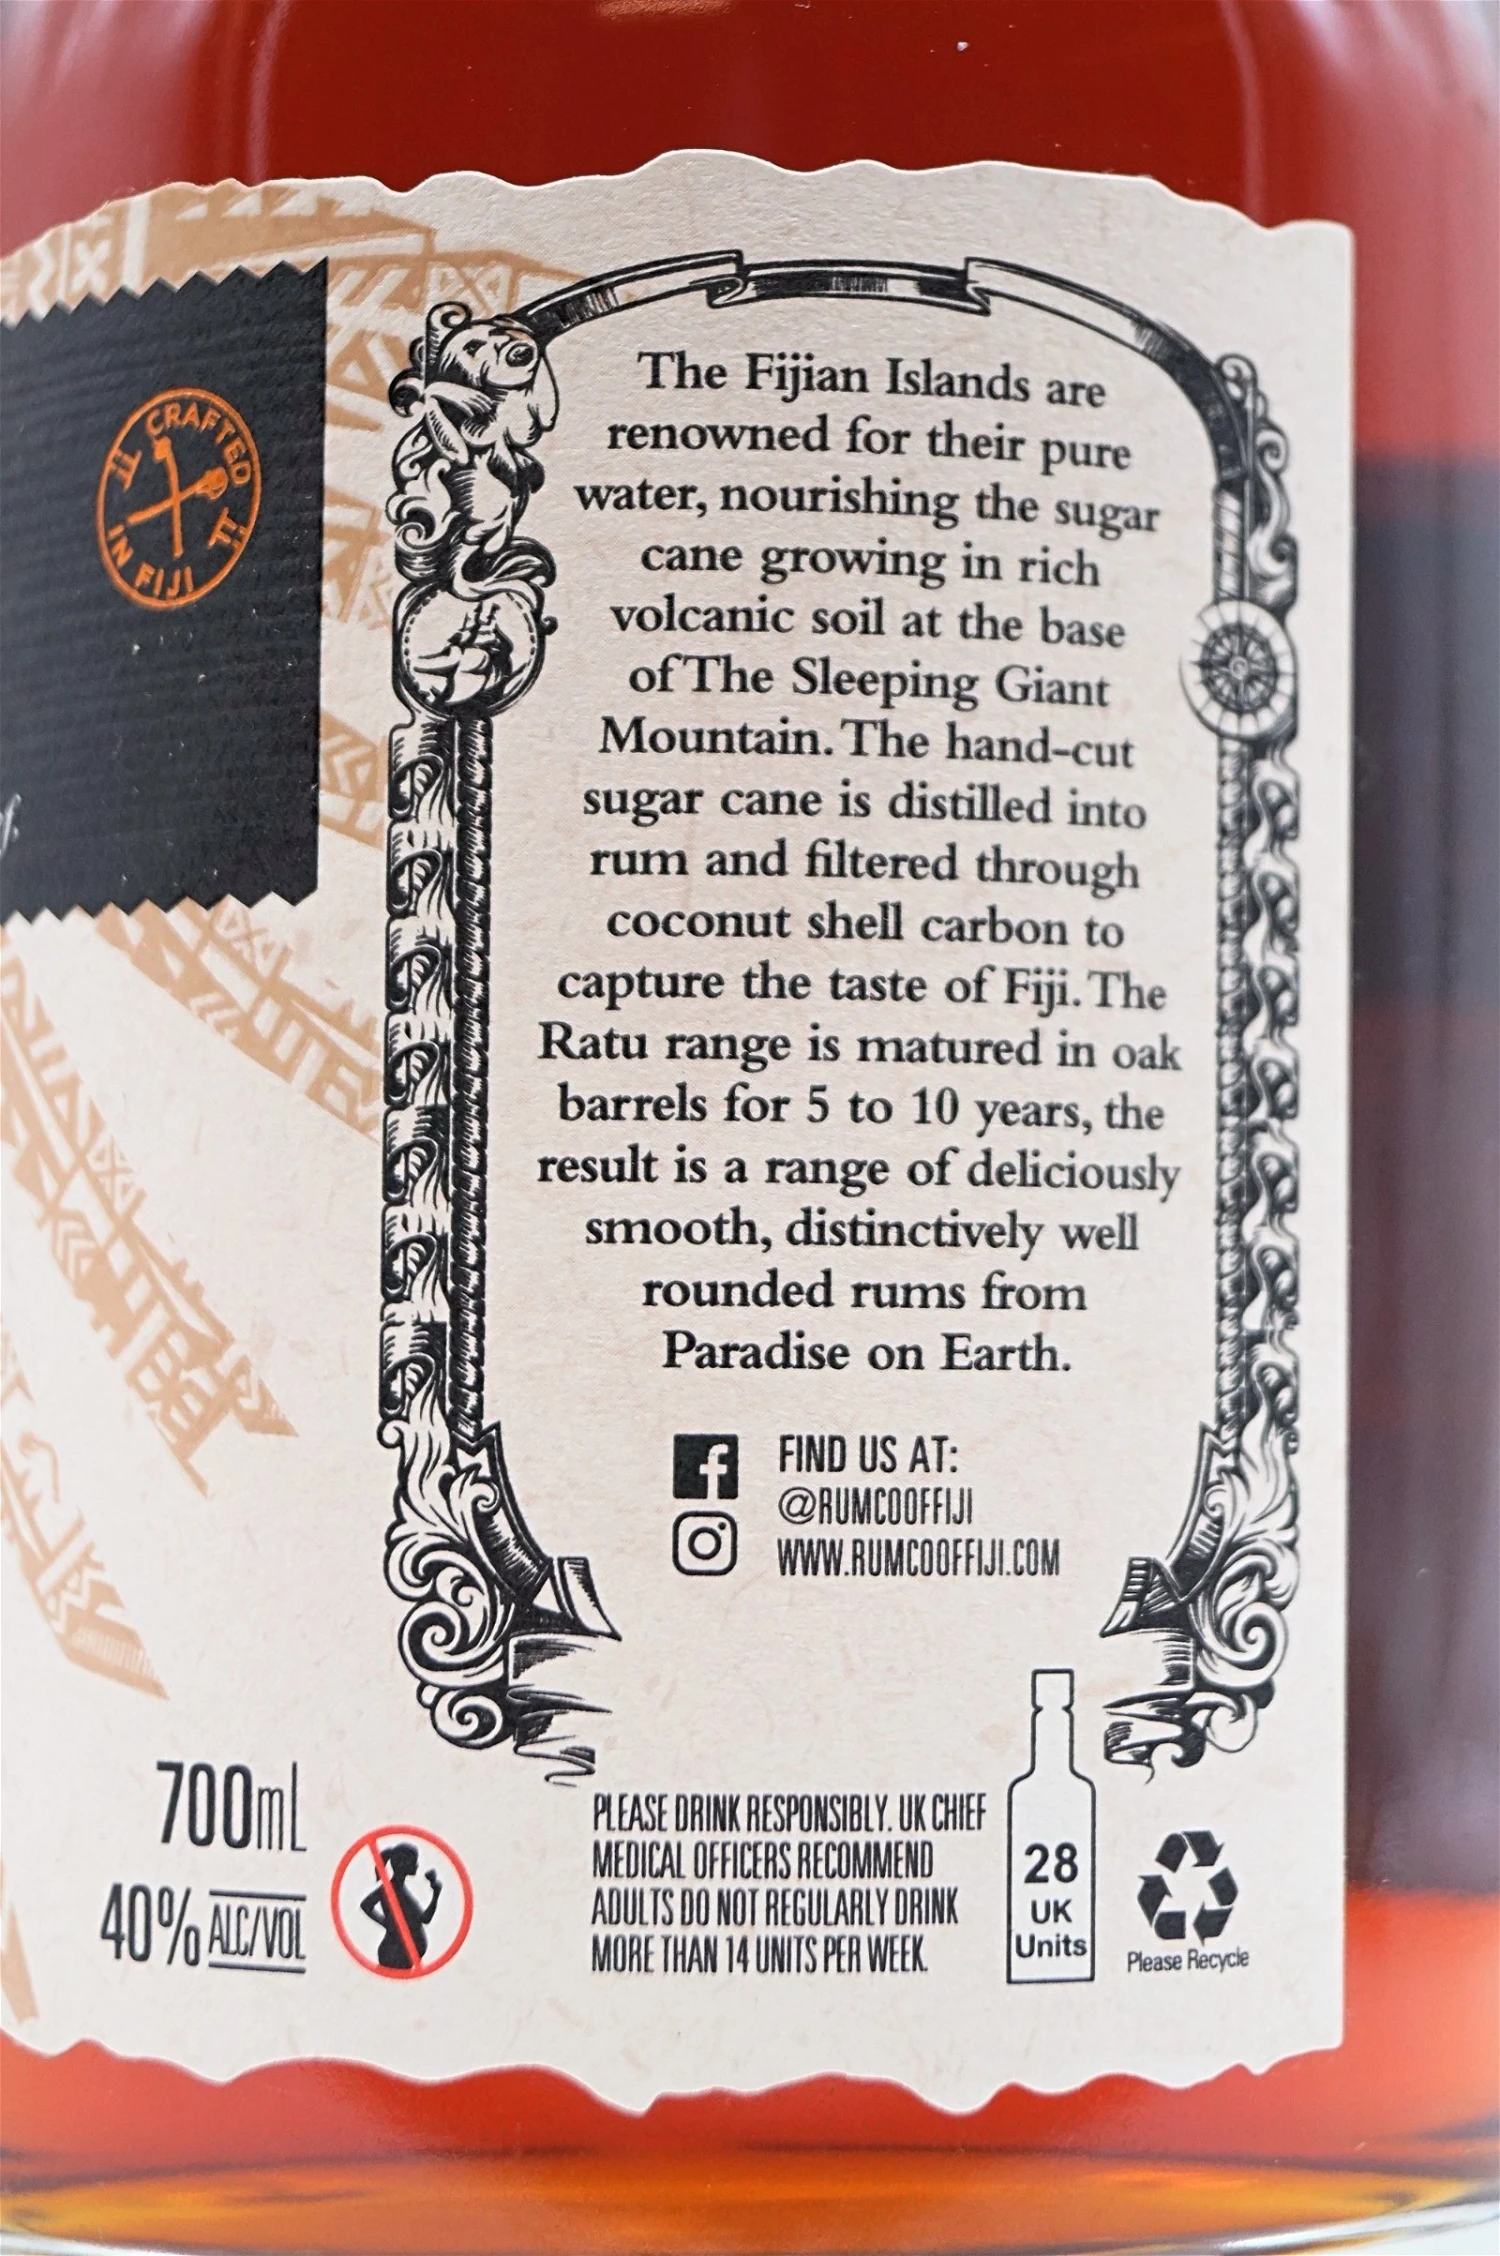 CRAFTED
IN FIJI
The Fijian Islands are
renowned for their pure
water, nourishing the sugar
cane growing in rich
volcanic soil at the base
of The Sleeping Giant
Mountain. The hand-cut
sugar cane is distilled into
rum and filtered through
coconut shell carbon to
capture the taste of Fiji. The
Ratu range is matured in oak
barrels for 5 to 10 years, the
result is a range of deliciously
smooth, distinctively well
rounded rums from
Paradise on Earth.
FIND US AT:
@RUMCOOFFIJI
WWW.RUMCOOFFIJI.COM
700mL
40% ALC/VOL
PLEASE DRINK RESPONSIBLY. UK CHIEF
MEDICAL OFFICERS RECOMMEND
ADULTS DO NOT REGULARLY DRINK
MORE THAN 14 UNITS PER WEEK.
28
UK
Units
Please Recycle